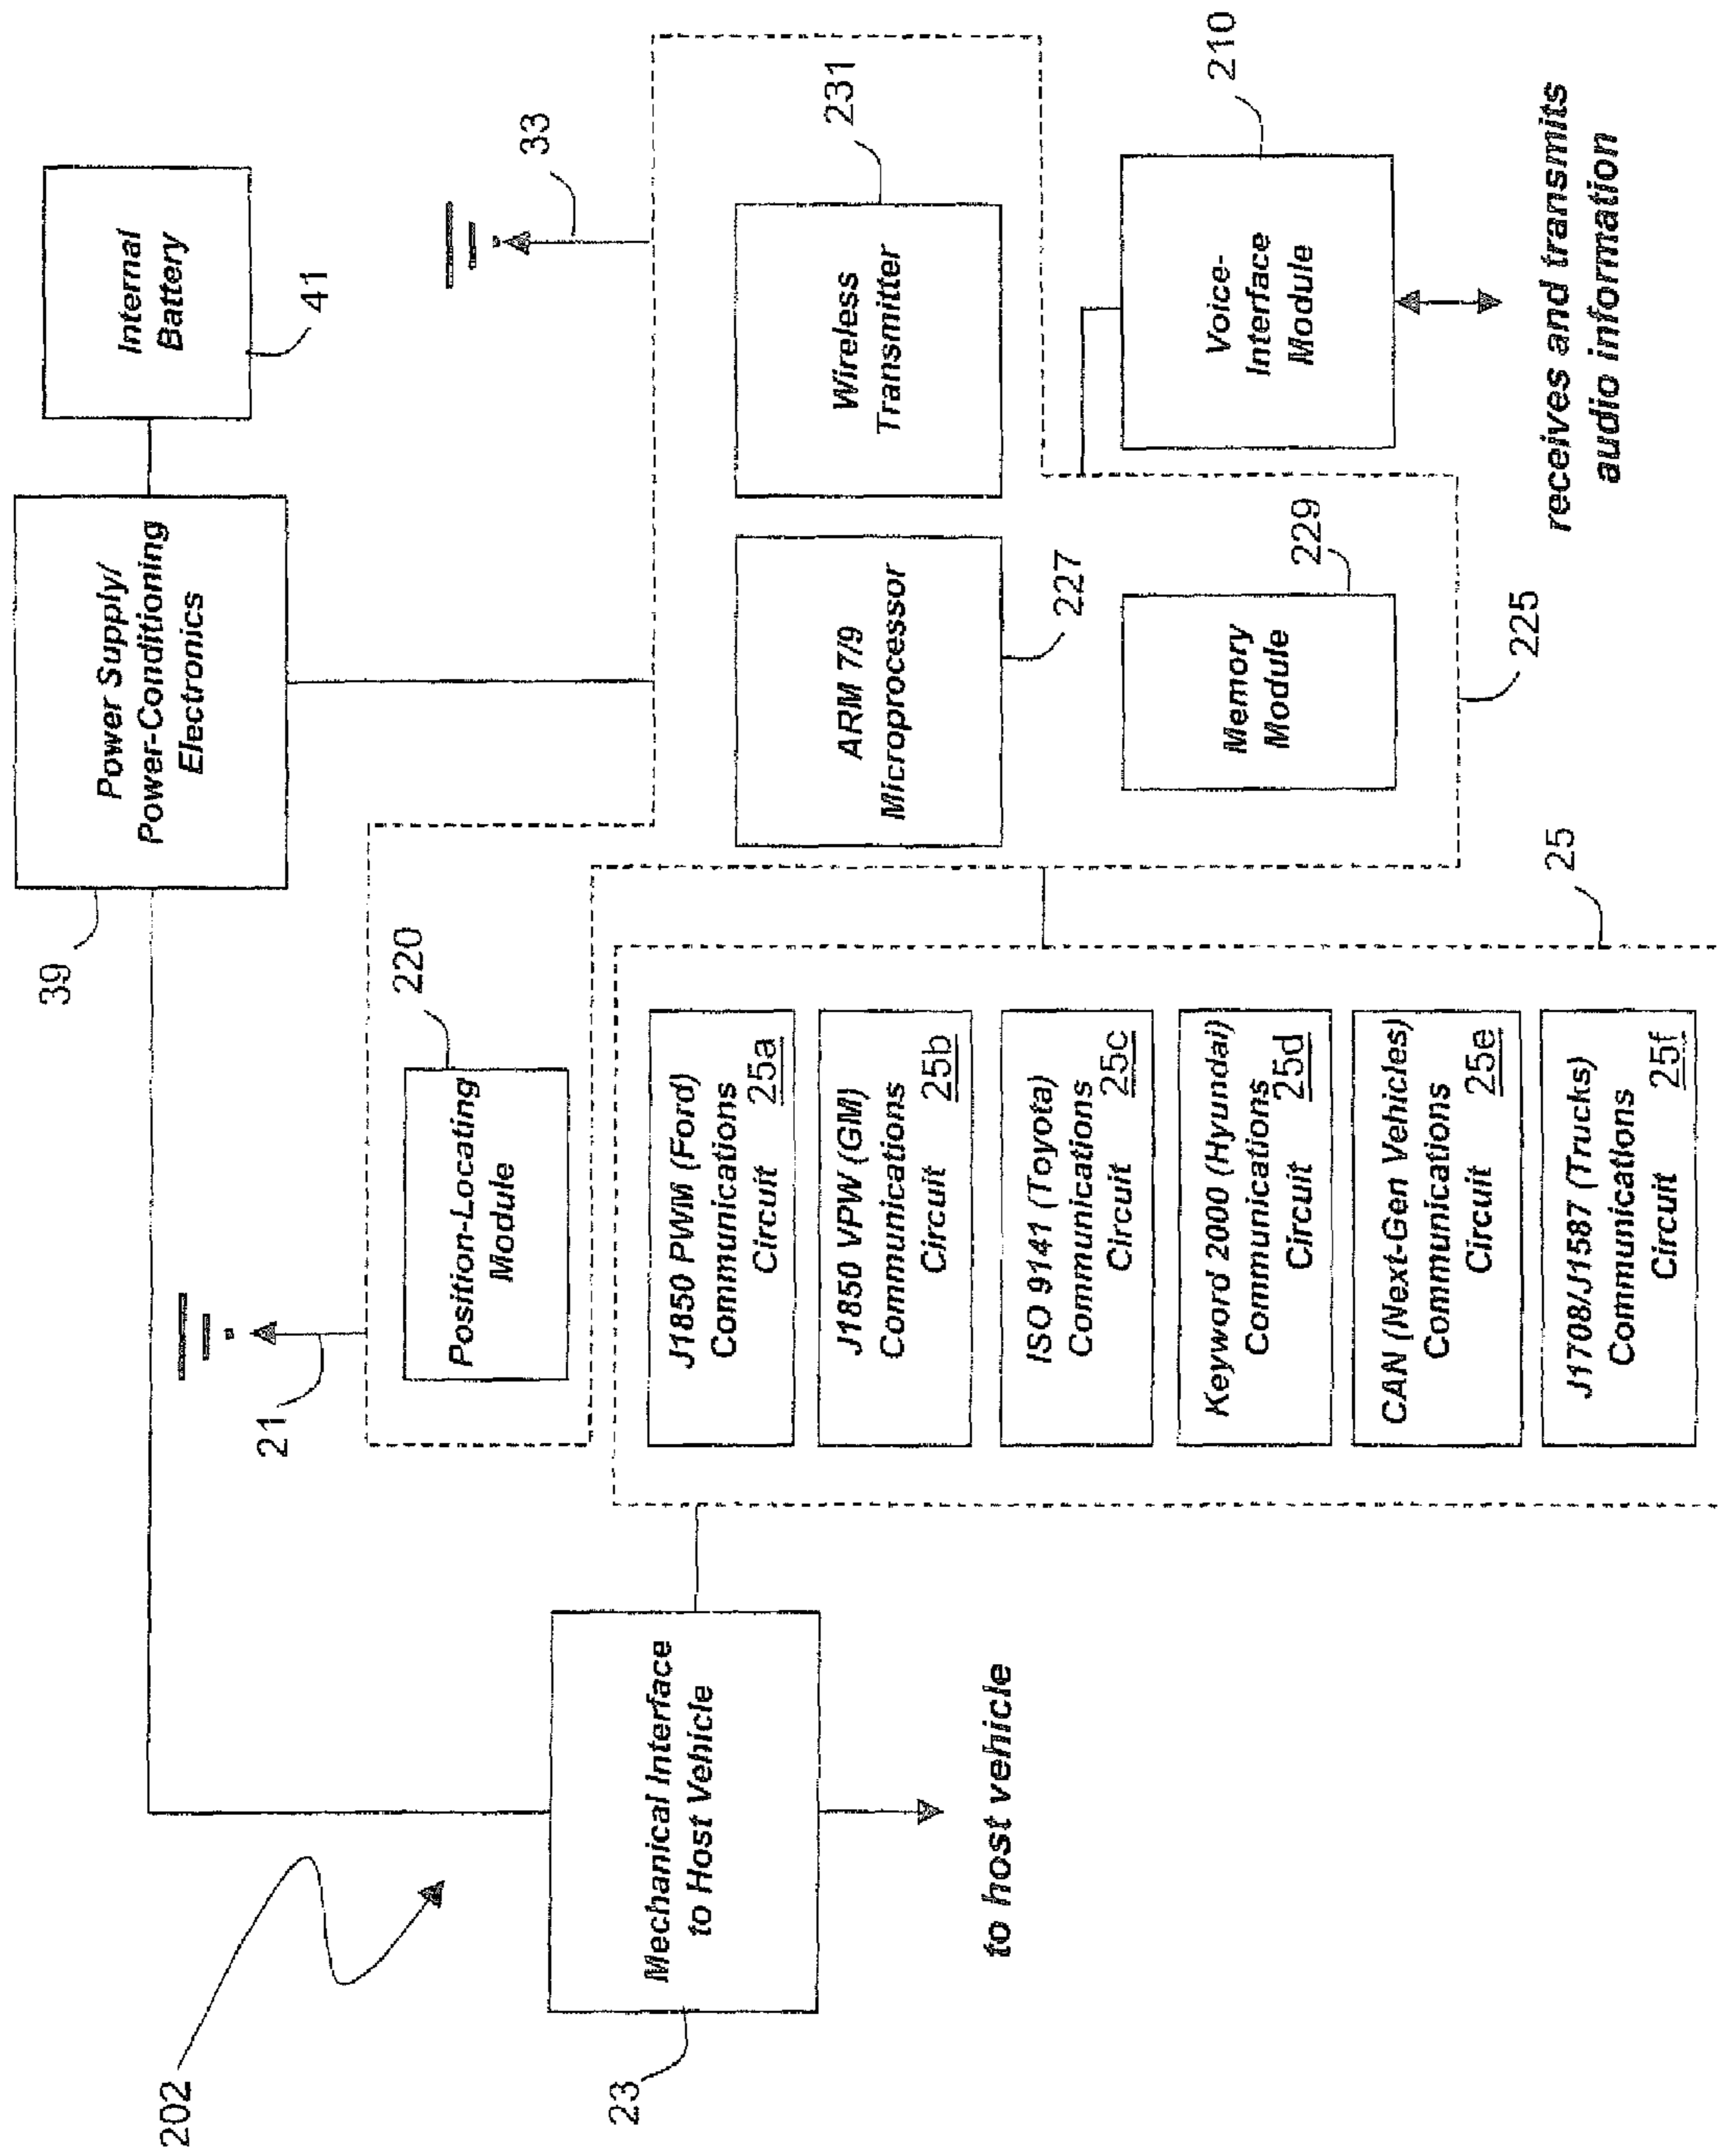 202
39
Power Supply/
Power-Conditioning
Electronics
Internal
Battery
41
21
33
23
Mechanical Interface
to Host Vehicle
to host vehicle
220
Position-Locating
Module
J1850 PWM (Ford)
Communications
Circuit 25a
J1850 VPW (GM)
Communications
Circuit 25b
ISO 9141 (Toyota)
Communications
Circuit 25c
Keyword 2000 (Hyundai)
Communications
Circuit 25d
CAN (Next-Gen Vehicles)
Communications
Circuit 25e
J1708/J1587 (Trucks)
Communications
Circuit 25f
25
ARM 7/9
Microprocessor
227
Wireless
Transmitter
231
Memory
Module
229
225
Voice-
Interface
Module
210
receives and transmits
audio information